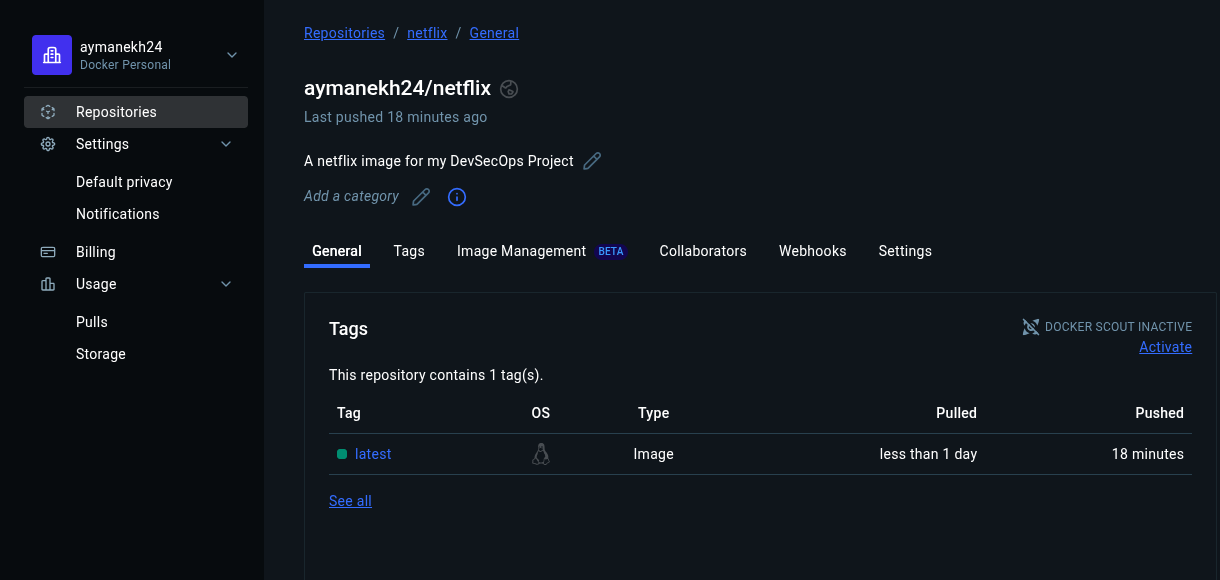 aymanekh24
Docker Personal
Repositories
Settings
Default privacy
Notifications
Billing
Usage
Pulls
Storage
Repositories / netflix / General
aymanekh24/netflix
Last pushed 18 minutes ago
A netflix image for my DevSecOps Project
Add a category
General Tags Image Management BETA Collaborators Webhooks Settings
Tags
DOCKER SCOUT INACTIVE
Activate
This repository contains 1 tag(s).
Tag OS Type Pulled Pushed
latest Image less than 1 day 18 minutes
See all